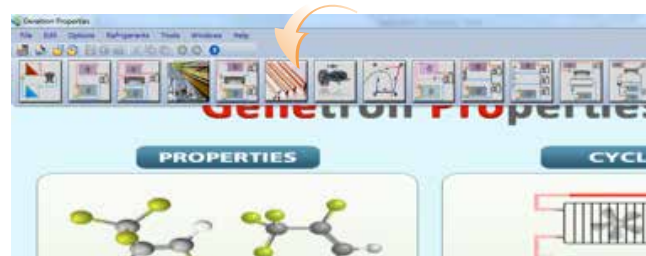 Genetron Properties
File Edit Options Refrigerants Tools Windows Help
Genetron Properties
PROPERTIES
CYCL